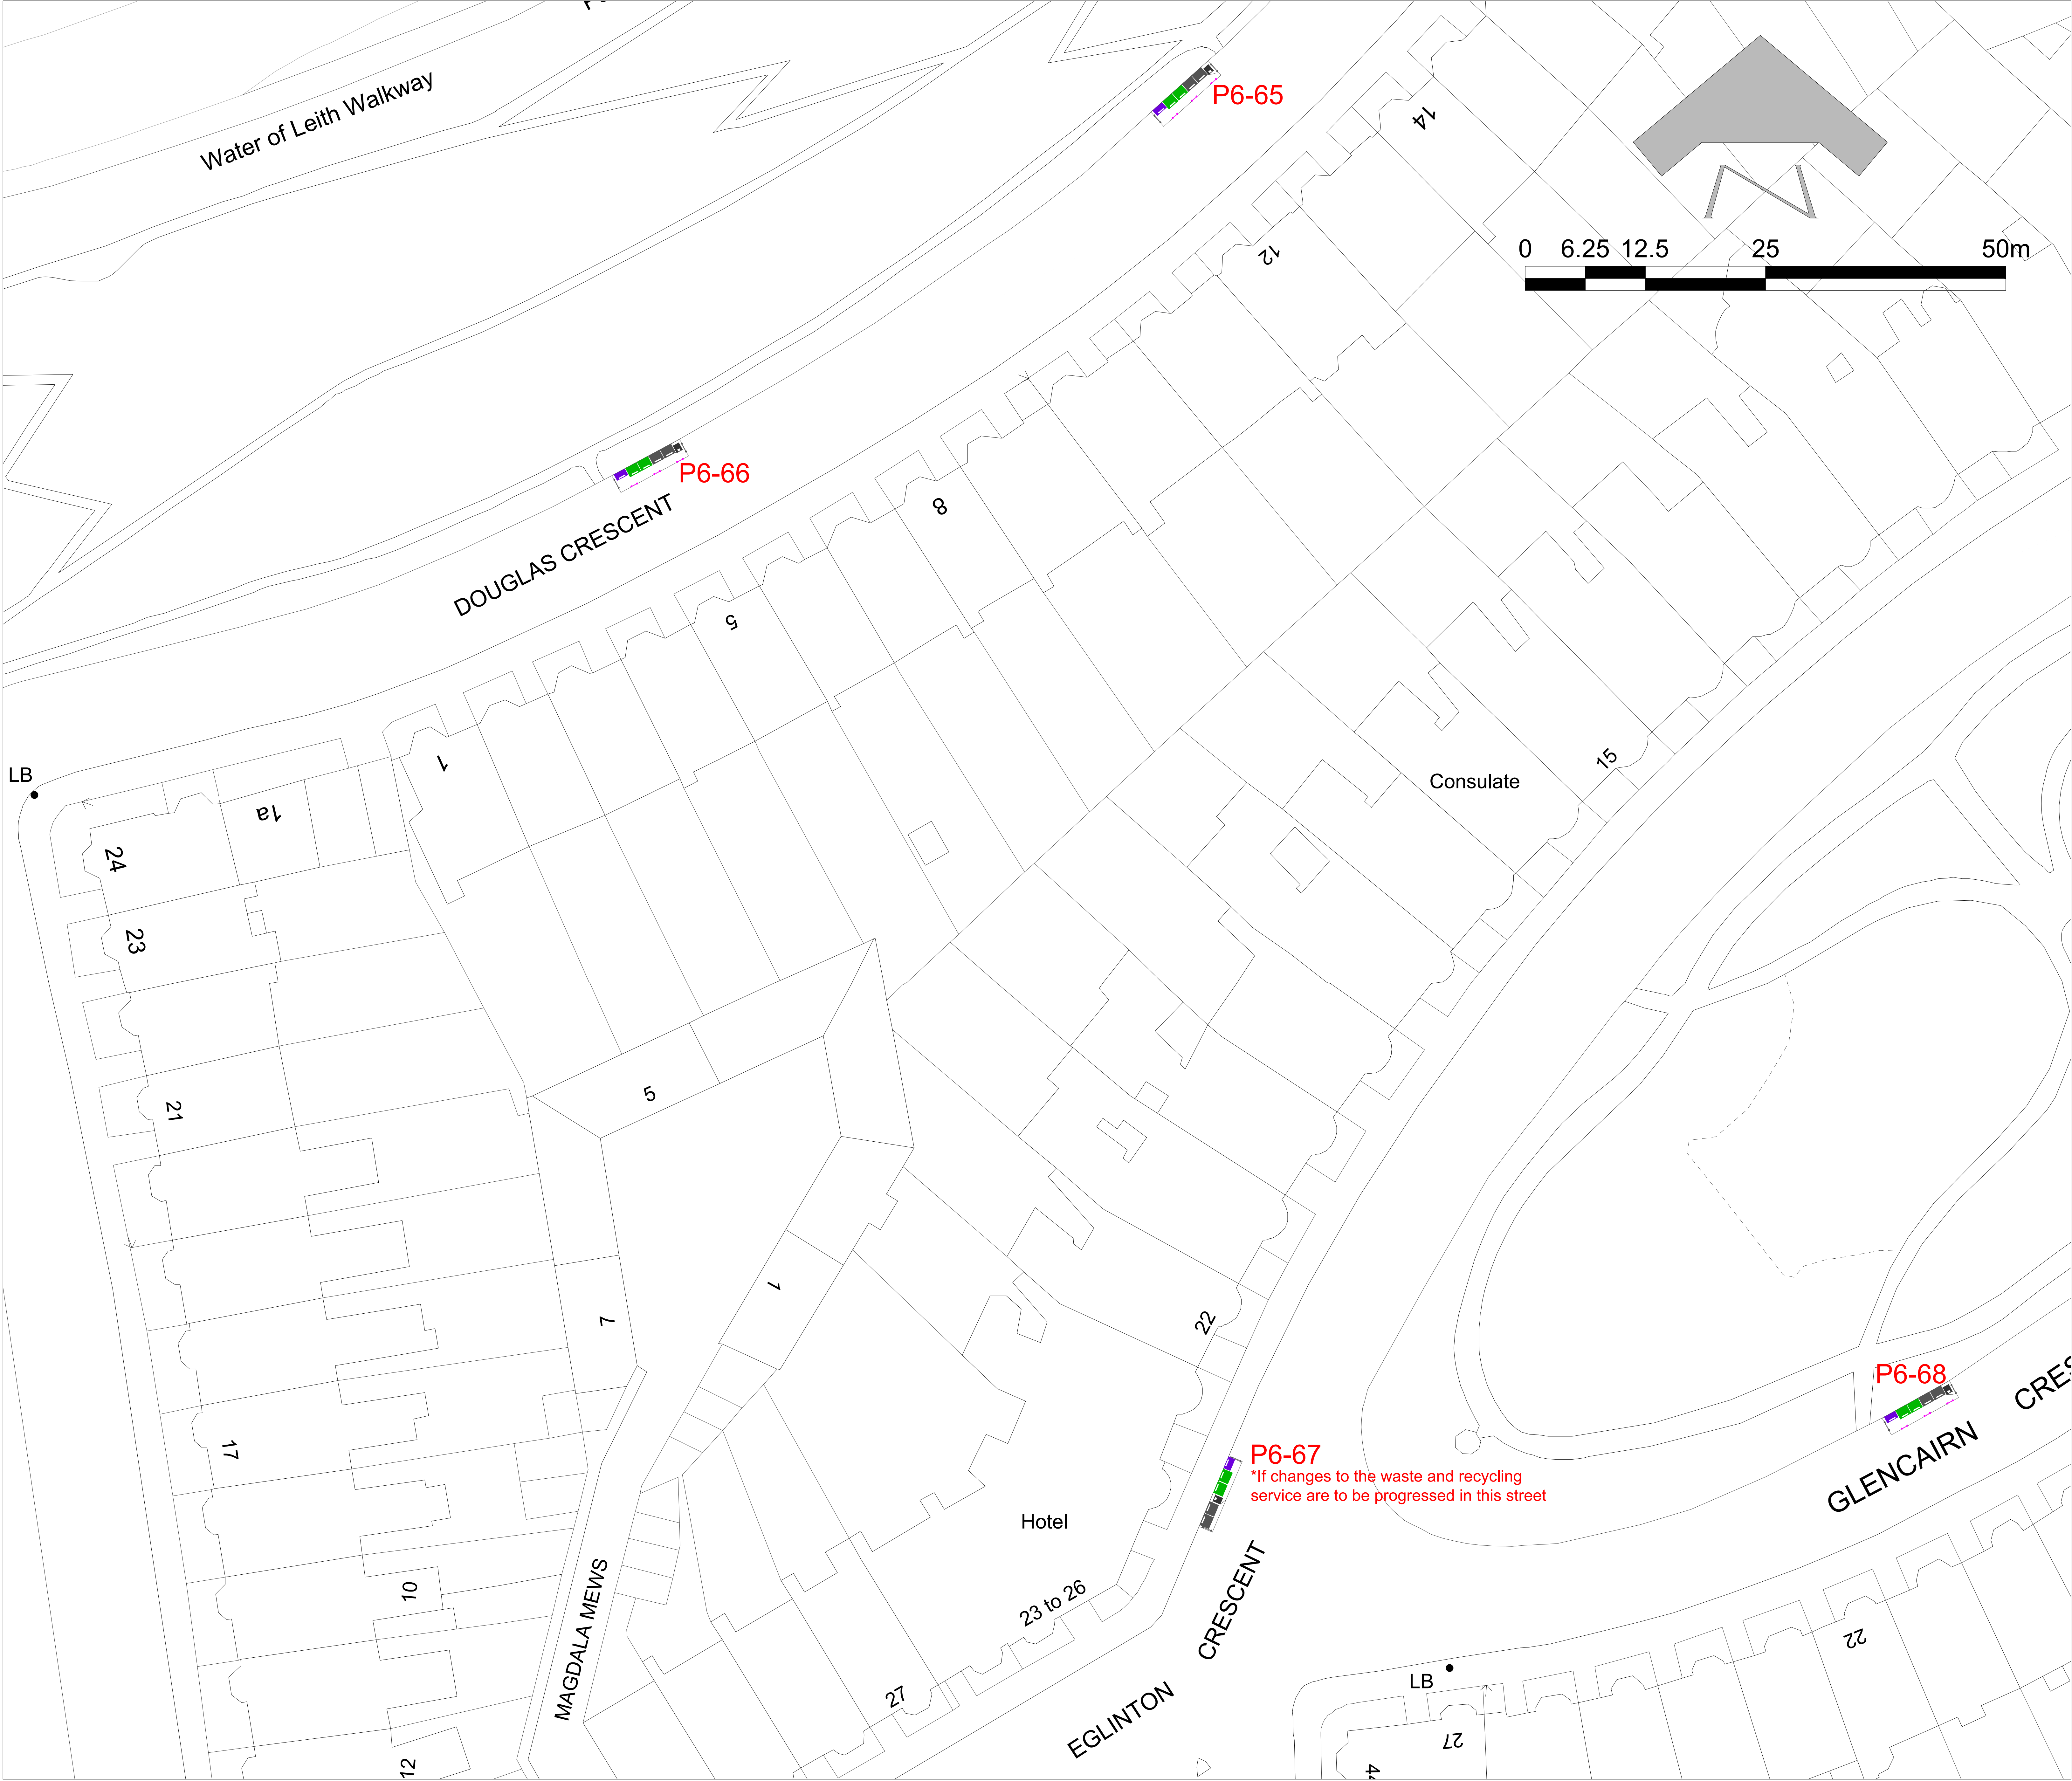 Water of Leith Walkway
P6-65
14
N
12
0 6.25 12.5 25 50m
P6-66
8
DOUGLAS CRESCENT
5
1
Consulate
15
LB
1a
24
23
21
5
1
7
22
17
P6-68
GLENCAIRN
CRES
P6-67
*If changes to the waste and recycling
service are to be progressed in this street
Hotel
10
23 to 26
MAGDALA MEWS
CRESCENT
EGLINTON
27
LB
22
27
12